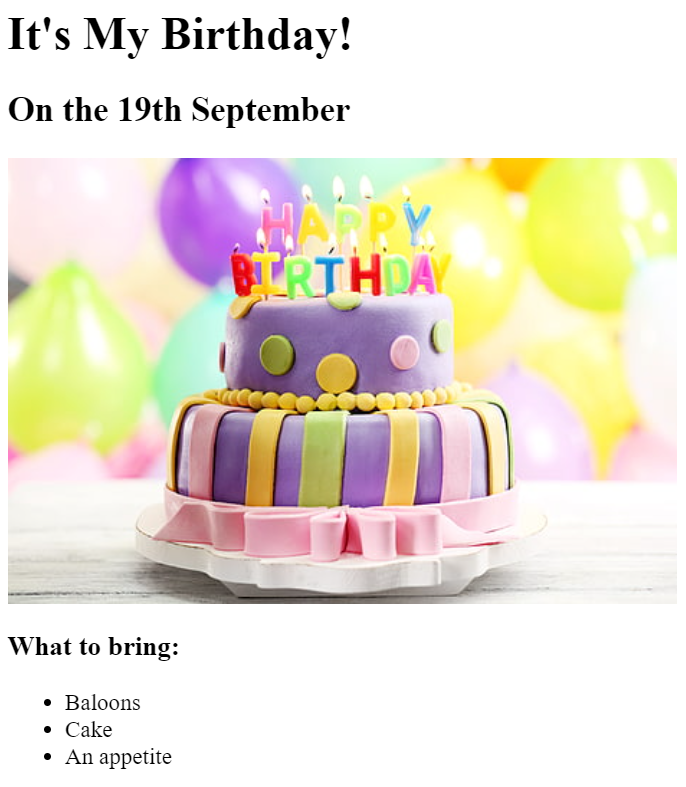 It's My Birthday!
On the 19th September
HAPPY
BIRTHDAY
What to bring:
Baloons
Cake
An appetite